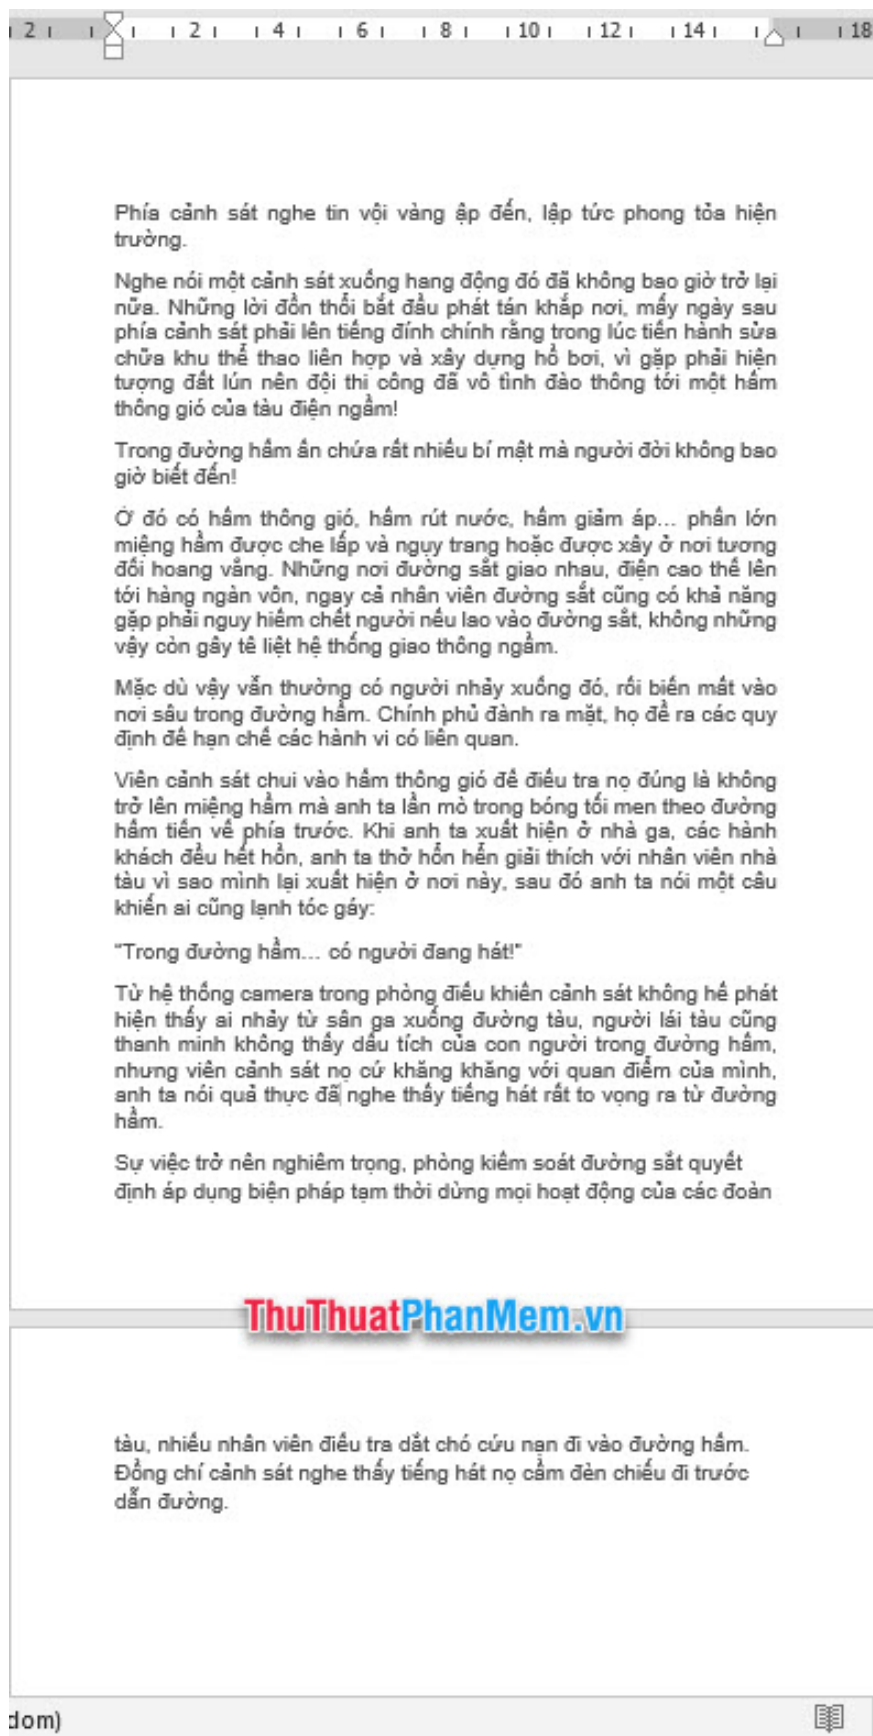 2 2 4 6 8 10 12 14 18
Phía cảnh sát nghe tin vội vàng ập đến, lập tức phong tỏa hiện
trường.
Nghe nói một cảnh sát xuống hang động đó đã không bao giờ trở lại
nữa. Những lời đồn thổi bắt đầu phát tán khắp nơi, mấy ngày sau
phía cảnh sát phải lên tiếng đính chính rằng trong lúc tiến hành sửa
chữa khu thể thao liên hợp và xây dựng hồ bơi, vì gặp phải hiện
tượng đất lún nên đội thi công đã vô tình đào thông tới một hầm
thông gió của tàu điện ngầm!
Trong đường hầm ẩn chứa rất nhiều bí mật mà người đời không bao
giờ biết đến!
Ở đó có hầm thông gió, hầm rút nước, hầm giảm áp... phần lớn
miệng hầm được che lấp và ngụy trang hoặc được xây ở nơi tương
đối hoang vắng. Những nơi đường sắt giao nhau, điện cao thế lên
tới hàng ngàn vôn, ngay cả nhân viên đường sắt cũng có khả năng
gặp phải nguy hiểm chết người nếu lao vào đường sắt, không những
vậy còn gây tê liệt hệ thống giao thông ngầm.
Mặc dù vậy vẫn thường có người nhảy xuống đó, rồi biến mất vào
nơi sâu trong đường hầm. Chính phủ đành ra mặt, họ đề ra các quy
định để hạn chế các hành vi có liên quan.
Viên cảnh sát chui vào hầm thông gió để điều tra nọ đúng là không
trở lên miệng hầm mà anh ta lần mò trong bóng tối men theo đường
hầm tiến về phía trước. Khi anh ta xuất hiện ở nhà ga, các hành
khách đều hết hồn, anh ta thở hổn hển giải thích với nhân viên nhà
tàu vì sao mình lại xuất hiện ở nơi này, sau đó anh ta nói một câu
khiến ai cũng lạnh tóc gáy:
"Trong đường hầm... có người đang hát!"
Từ hệ thống camera trong phòng điều khiển cảnh sát không hề phát
hiện thấy ai nhảy từ sân ga xuống đường tàu, người lái tàu cũng
thanh minh không thấy dấu tích của con người trong đường hầm,
nhưng viên cảnh sát nọ cứ khăng khăng với quan điểm của mình,
anh ta nói quả thực đã nghe thấy tiếng hát rất to vọng ra từ đường
hầm.
Sự việc trở nên nghiêm trọng, phòng kiểm soát đường sắt quyết
định áp dụng biện pháp tạm thời dừng mọi hoạt động của các đoàn
ThuThuatPhanMem.vn
tàu, nhiều nhân viên điều tra dắt chó cứu nạn đi vào đường hầm.
Đồng chí cảnh sát nghe thấy tiếng hát nọ cầm đèn chiếu đi trước
dẫn đường.
dom)